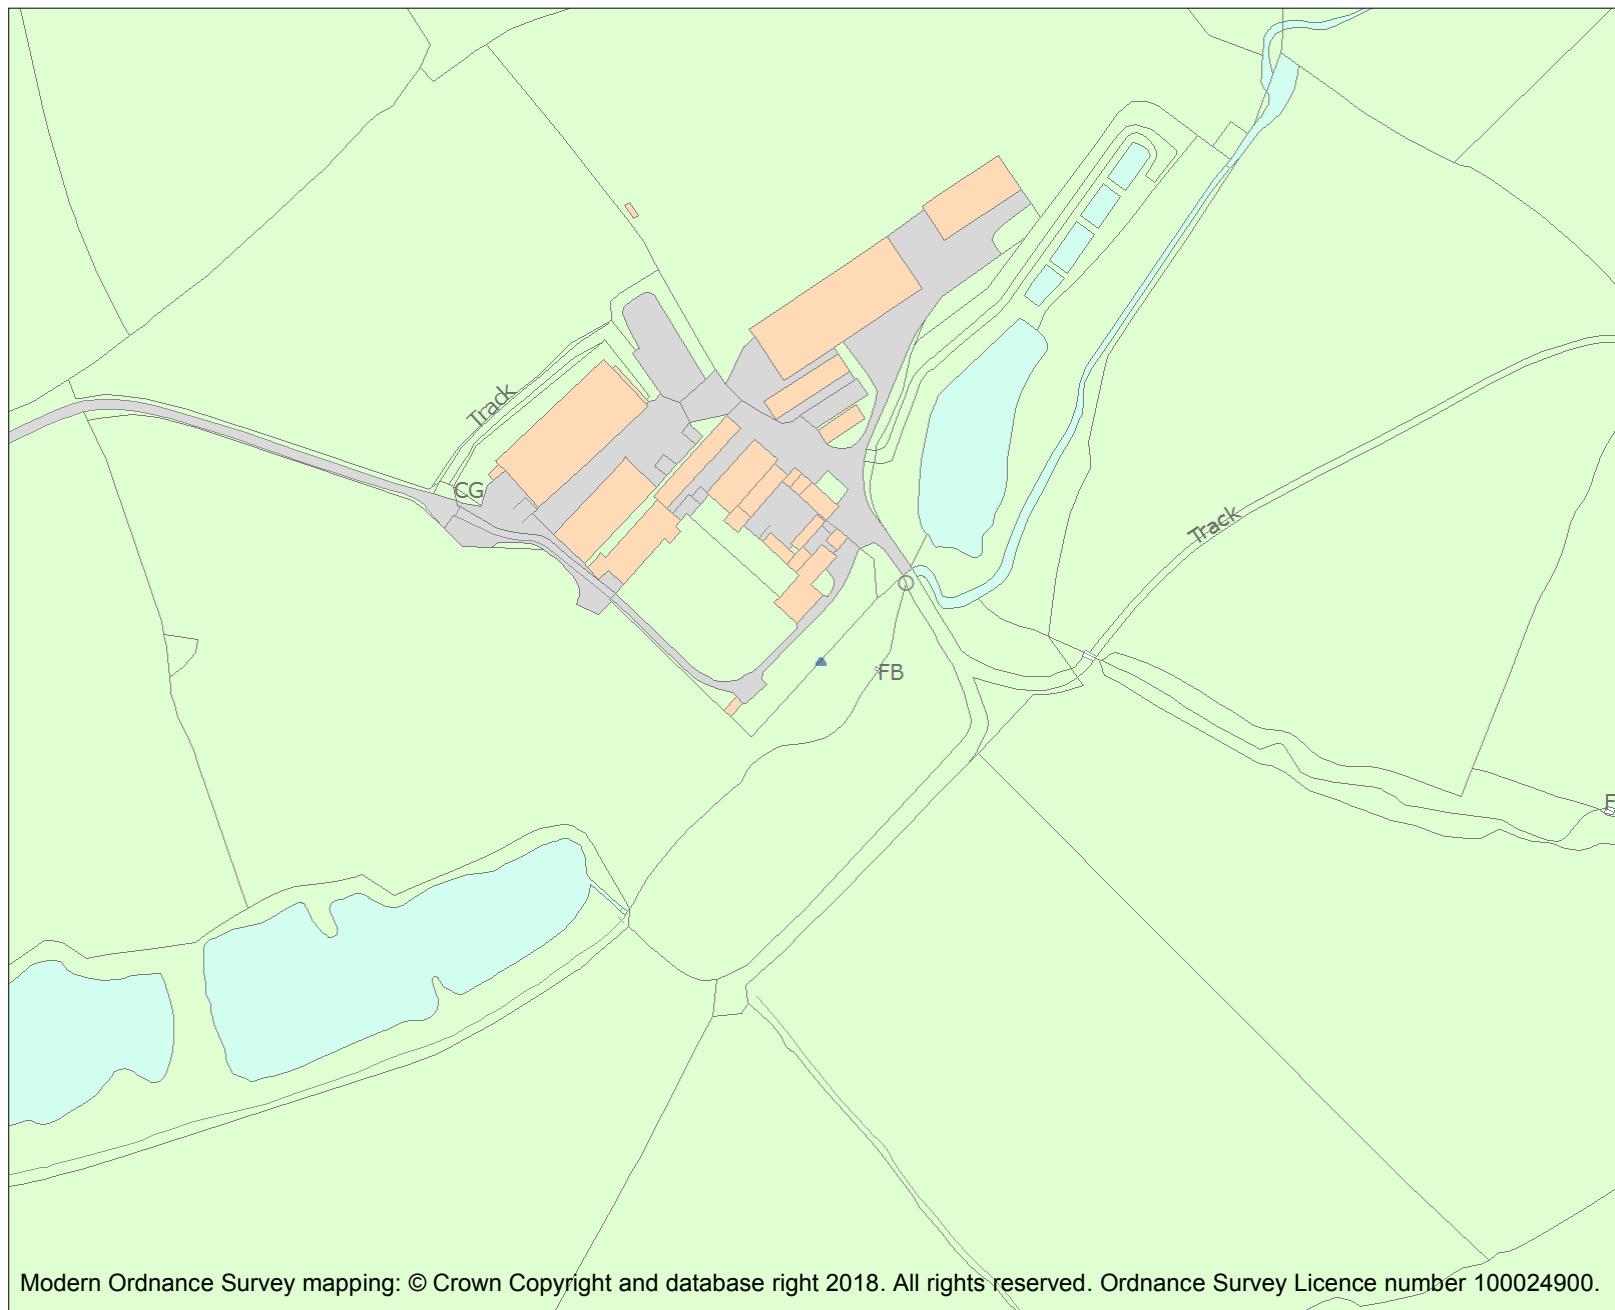 Track
CG
Track
FB
F
Modern Ordnance Survey mapping: © Crown Copyright and database right 2018. All rights reserved. Ordnance Survey Licence number 100024900.